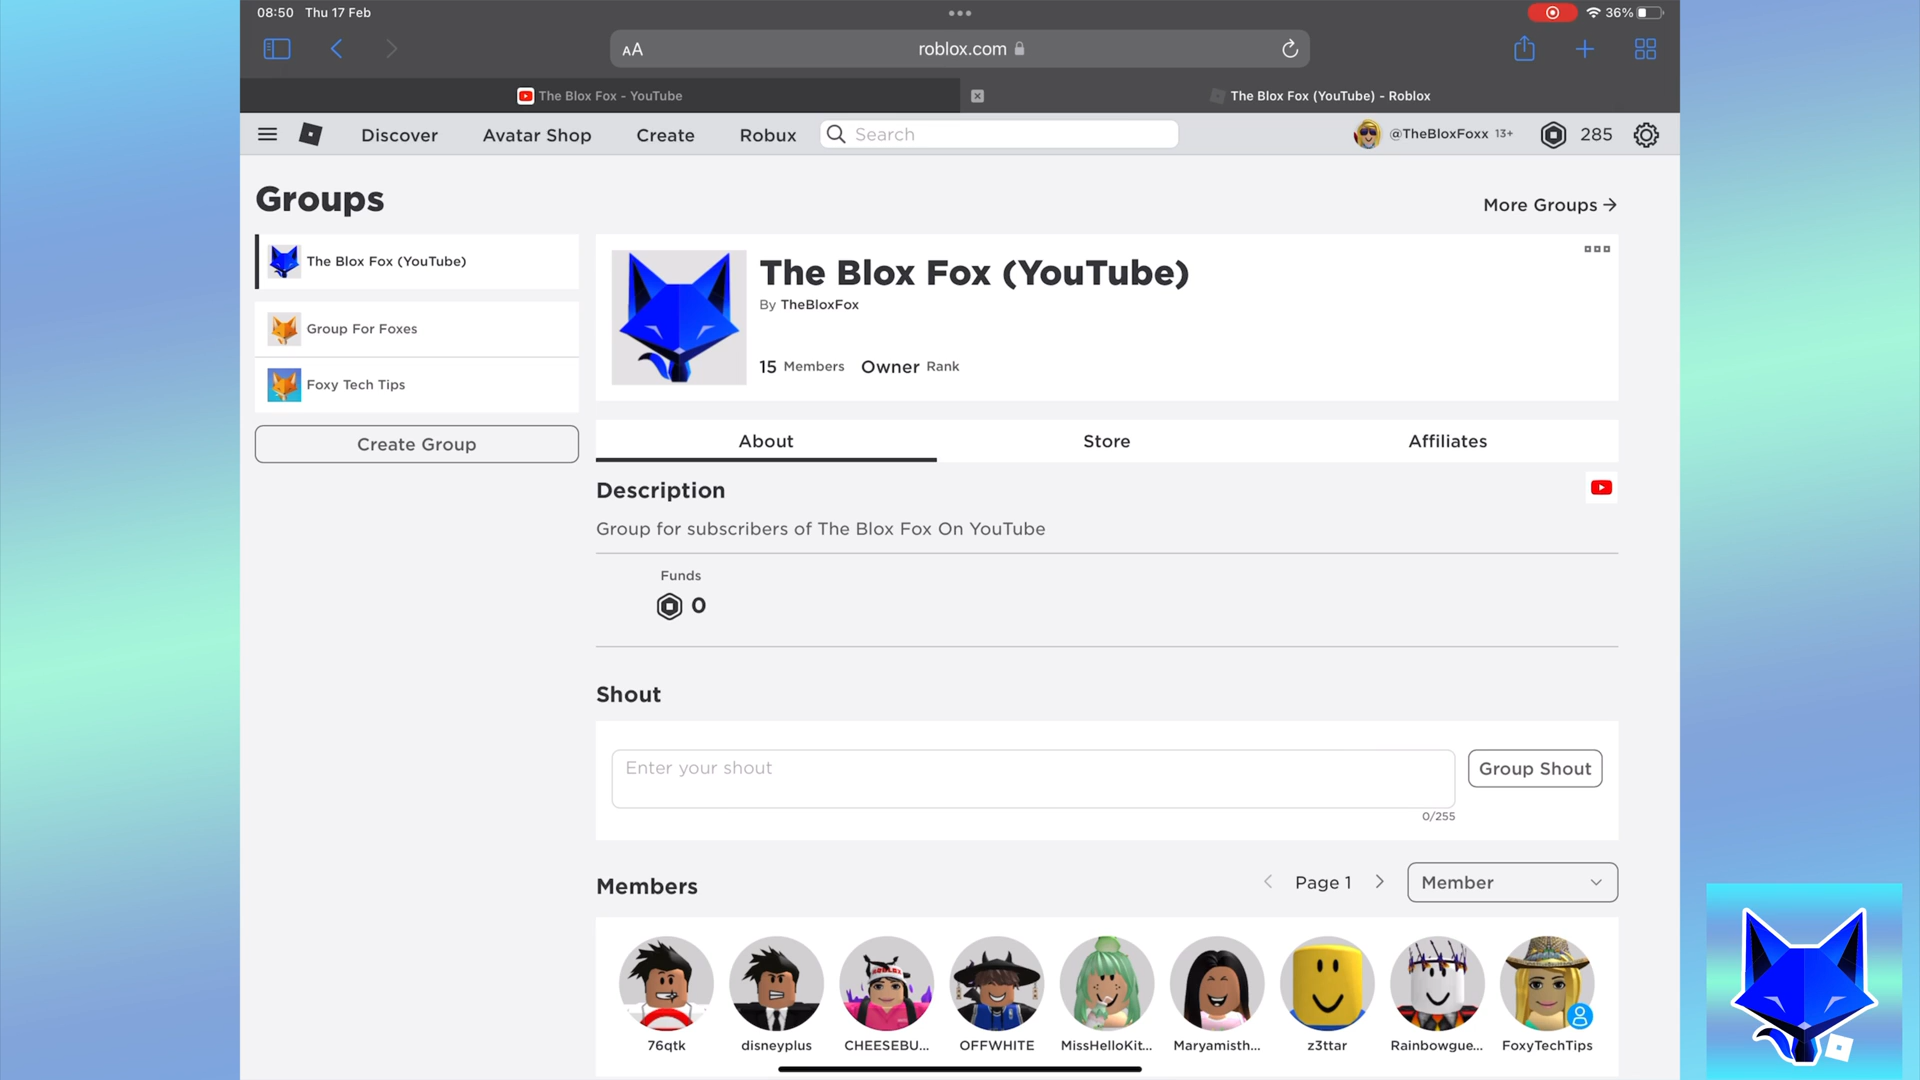 08:50 Thu 17 Feb
36%
AA
roblox.com
The Blox Fox - YouTube
The Blox Fox (YouTube) - Roblox
Discover
Avatar Shop
Create
Robux
Search
@TheBloxFoxx 13+
285
Groups
More Groups
The Blox Fox (YouTube)
Group For Foxes
Foxy Tech Tips
Create Group
The Blox Fox (YouTube)
By TheBloxFox
15 Members Owner Rank
About
Store
Affiliates
Description
Group for subscribers of The Blox Fox On YouTube
Funds
0
Shout
Enter your shout
Group Shout
0/255
Members
Page 1
Member
76qtk
disneyplus
CHEESEBU...
OFFWHITE
MissHelloKit...
Maryamisth...
z3ttar
Rainbowgue...
FoxyTechTips